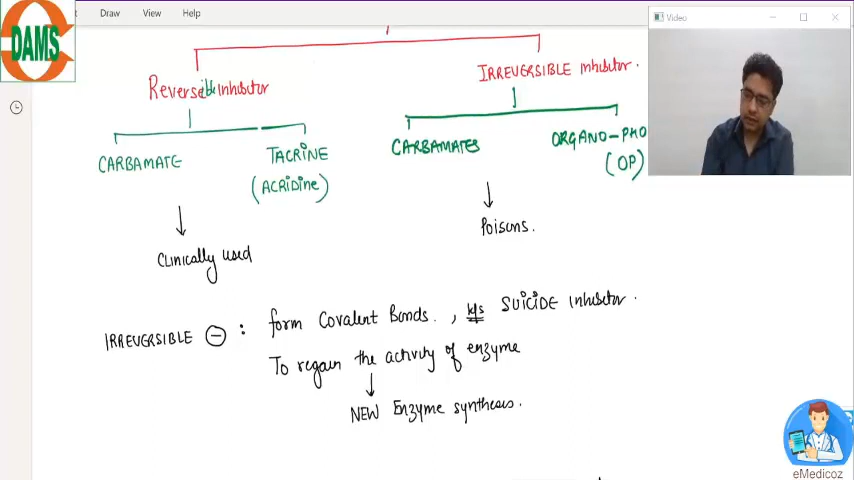 DAMS
Draw View Help
Video
Reversible Inhibitor
IRREVERSIBLE Inhibitor.
CARBAMATE
TACRINE
(ACRIDINE)
CARBAMATES
ORGANO-PHO
(OP)
Clinically used
Poisons.
IRREVERSIBLE - : form Covalent Bonds. , k/s SUICIDE Inhibitor.
To regain the activity of enzyme
NEW Enzyme synthesis.
eMedicoz